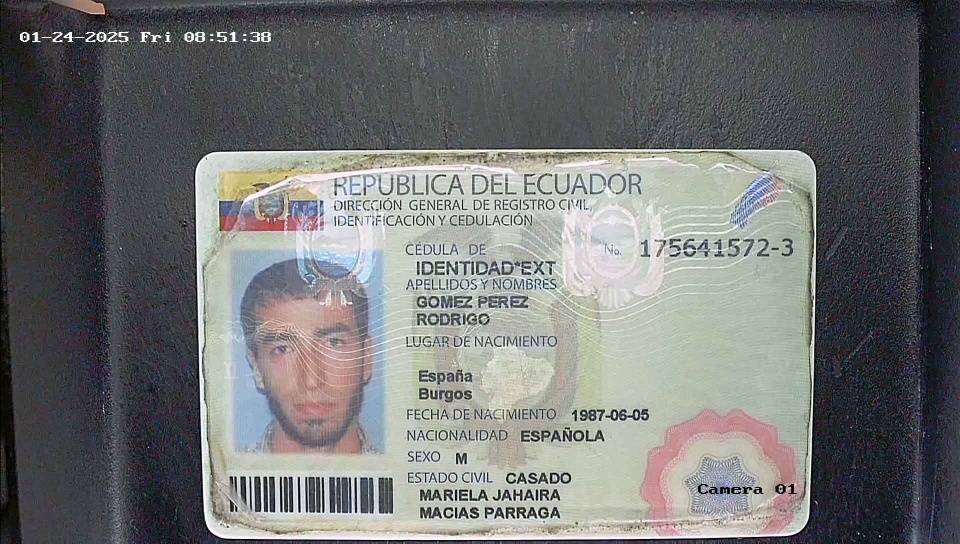 01-24-2025 Fri 08:51:38
REPÚBLICA DEL ECUADOR
DIRECCIÓN GENERAL DE REGISTRO CIVIL,
IDENTIFICACIÓN Y CEDULACIÓN
CÉDULA DE
No. 175641572-3
IDENTIDAD*EXT
APELLIDOS Y NOMBRES
GOMEZ PEREZ
RODRIGO
LUGAR DE NACIMIENTO
España
Burgos
FECHA DE NACIMIENTO 1987-06-05
NACIONALIDAD ESPAÑOLA
SEXO M
ESTADO CIVIL CASADO
MARIELA JAHAIRA
MACIAS PARRAGA
Camera 01